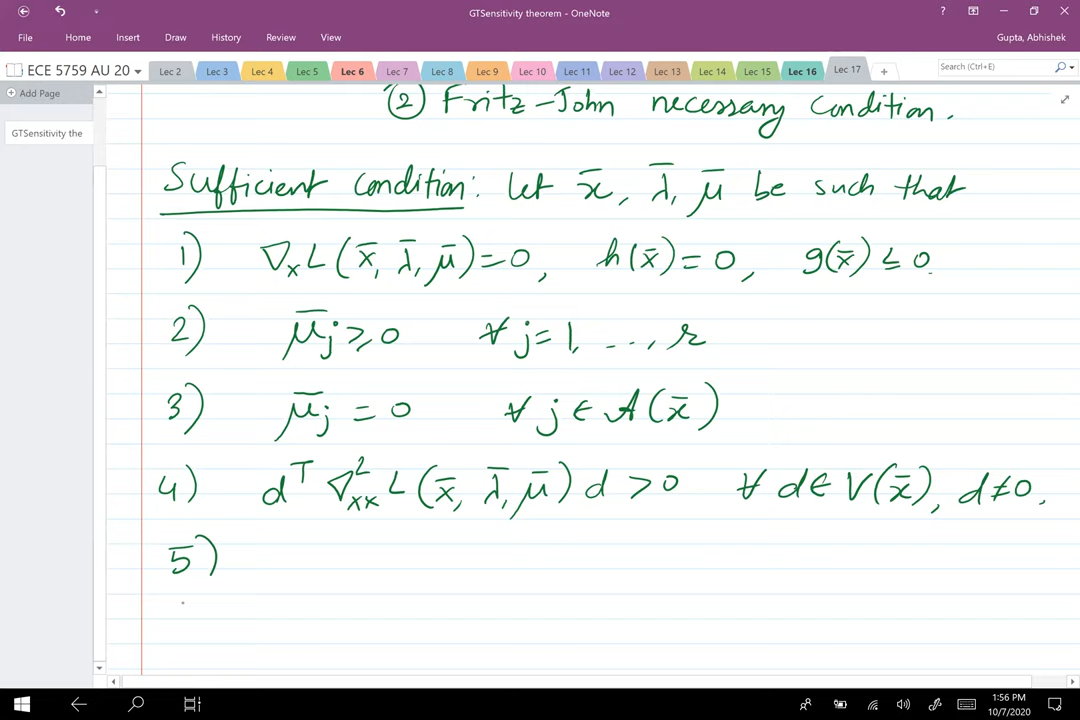 GTSensitivity theorem - OneNote
? Gupta, Abhishek
File Home Insert Draw History Review View
ECE 5759 AU 20 Lec 2 Lec 3 Lec 4 Lec 5 Lec 6 Lec 7 Lec 8 Lec 9 Lec 10 Lec 11 Lec 12 Lec 13 Lec 14 Lec 15 Lec 16 Lec 17 + Search (Ctrl+E)
Add Page
GTSensitivity the
② Fritz-John necessary condition.
Sufficient condition: let x̄, λ̄, μ̄ be such that
1) ∇ₓL(x̄, λ̄, μ̄)=0, h(x̄)=0, g(x̄) ≤ 0.
2) μ̄j ≥ 0 ∀ j=1, ..., r
3) μ̄j = 0 ∀ j ∈ A(x̄)
4) dᵀ ∇²ₓₓ L(x̄, λ̄, μ̄) d > 0 ∀ d ∈ V(x̄), d ≠ 0.
5)
1:56 PM
10/7/2020